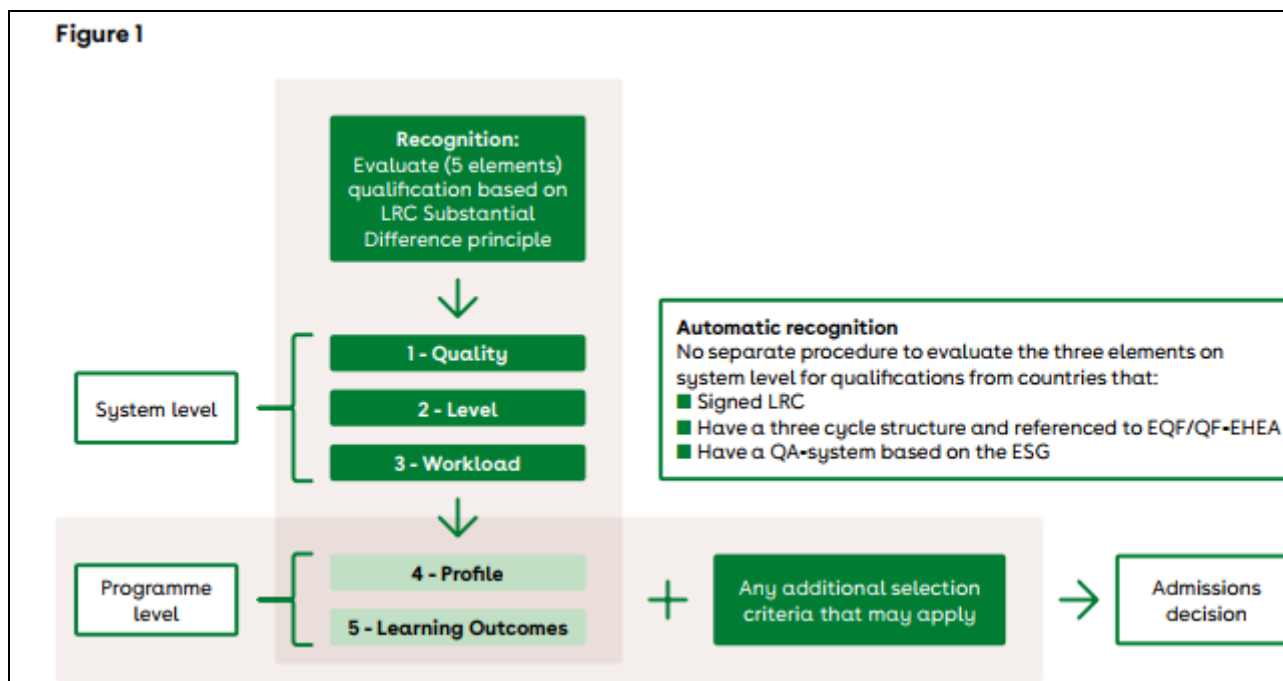 Figure 1
Recognition:
Evaluate (5 elements)
qualification based on
LRC Substantial
Difference principle
System level
1 - Quality
2 - Level
3 - Workload
Automatic recognition
No separate procedure to evaluate the three elements on
system level for qualifications from countries that:
■ Signed LRC
■ Have a three cycle structure and referenced to EQF/QF-EHEA
■ Have a QA-system based on the ESG
Programme
level
4 - Profile
5 - Learning Outcomes
+
Any additional selection
criteria that may apply
Admissions
decision